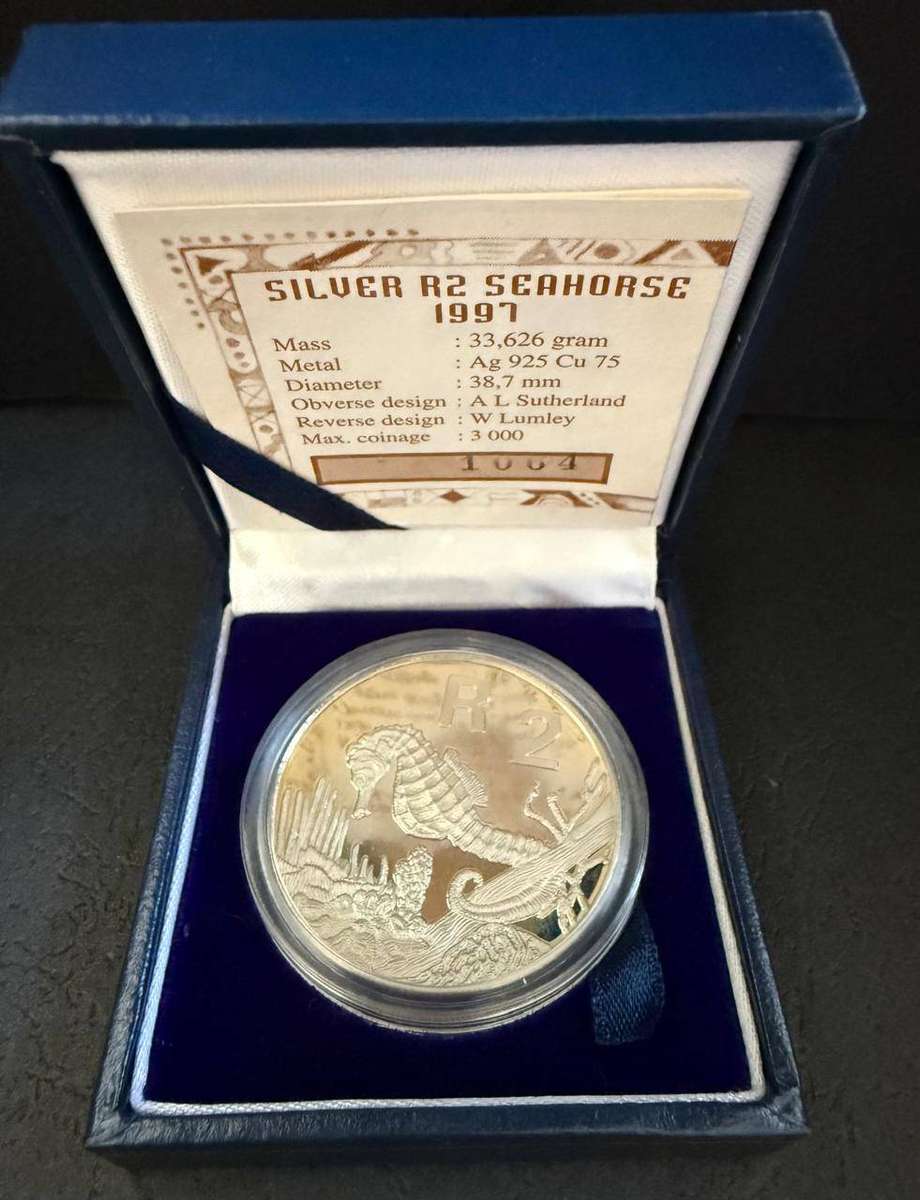 SILVER R2 SEAHORSE
1997
Mass : 33,626 gram
Metal : Ag 925 Cu 75
Diameter : 38,7 mm
Obverse design : A L Sutherland
Reverse design : W Lumley
Max. coinage : 3 000
R 2